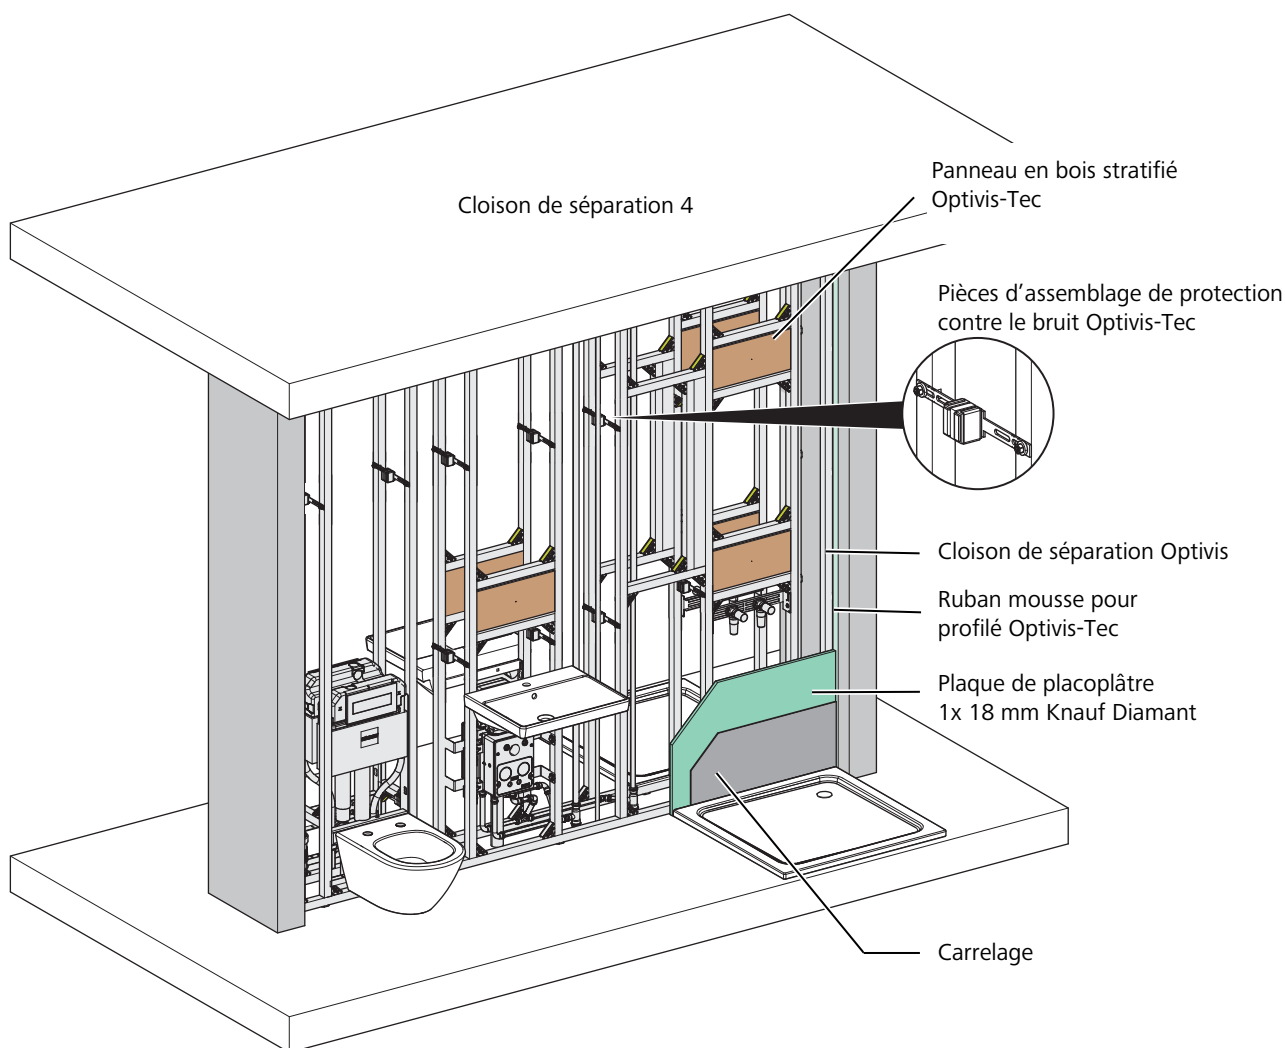 Cloison de séparation 4
Panneau en bois stratifié
Optivis-Tec
Pièces d’assemblage de protection
contre le bruit Optivis-Tec
Cloison de séparation Optivis
Ruban mousse pour
profilé Optivis-Tec
Plaque de placoplâtre
1x 18 mm Knauf Diamant
Carrelage